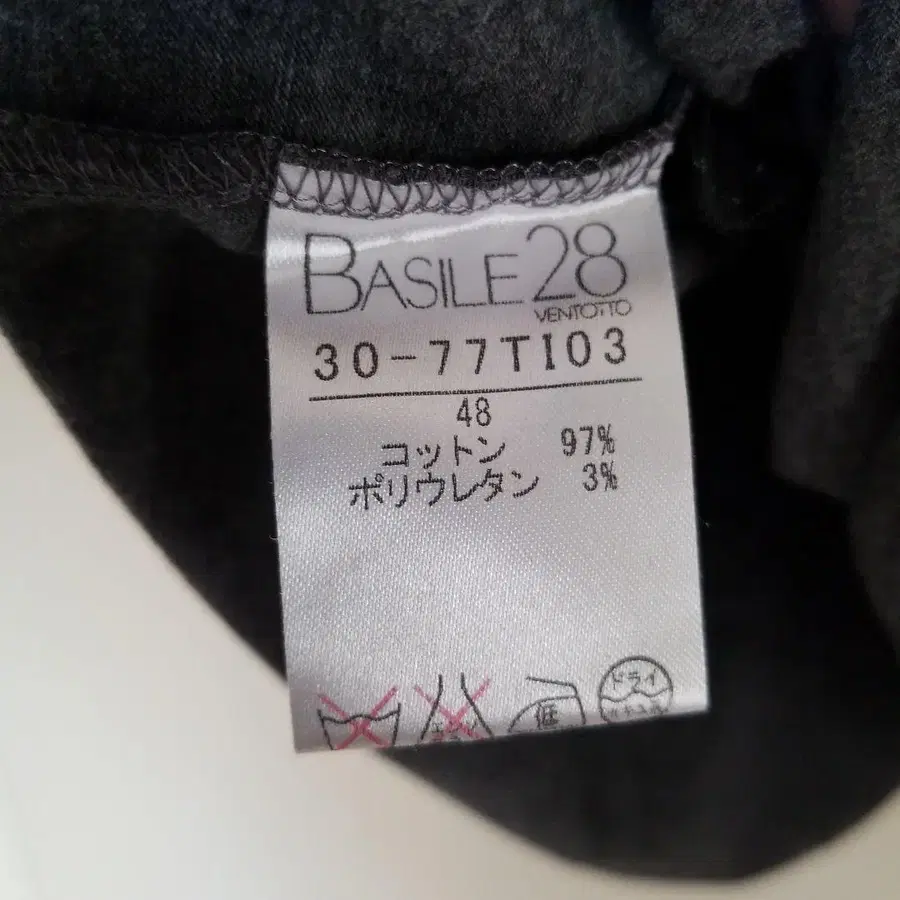 BASILE28
VENTOTTO
30-77TI03
48
コットン 97%
ポリウレタン 3%
低
ドライ